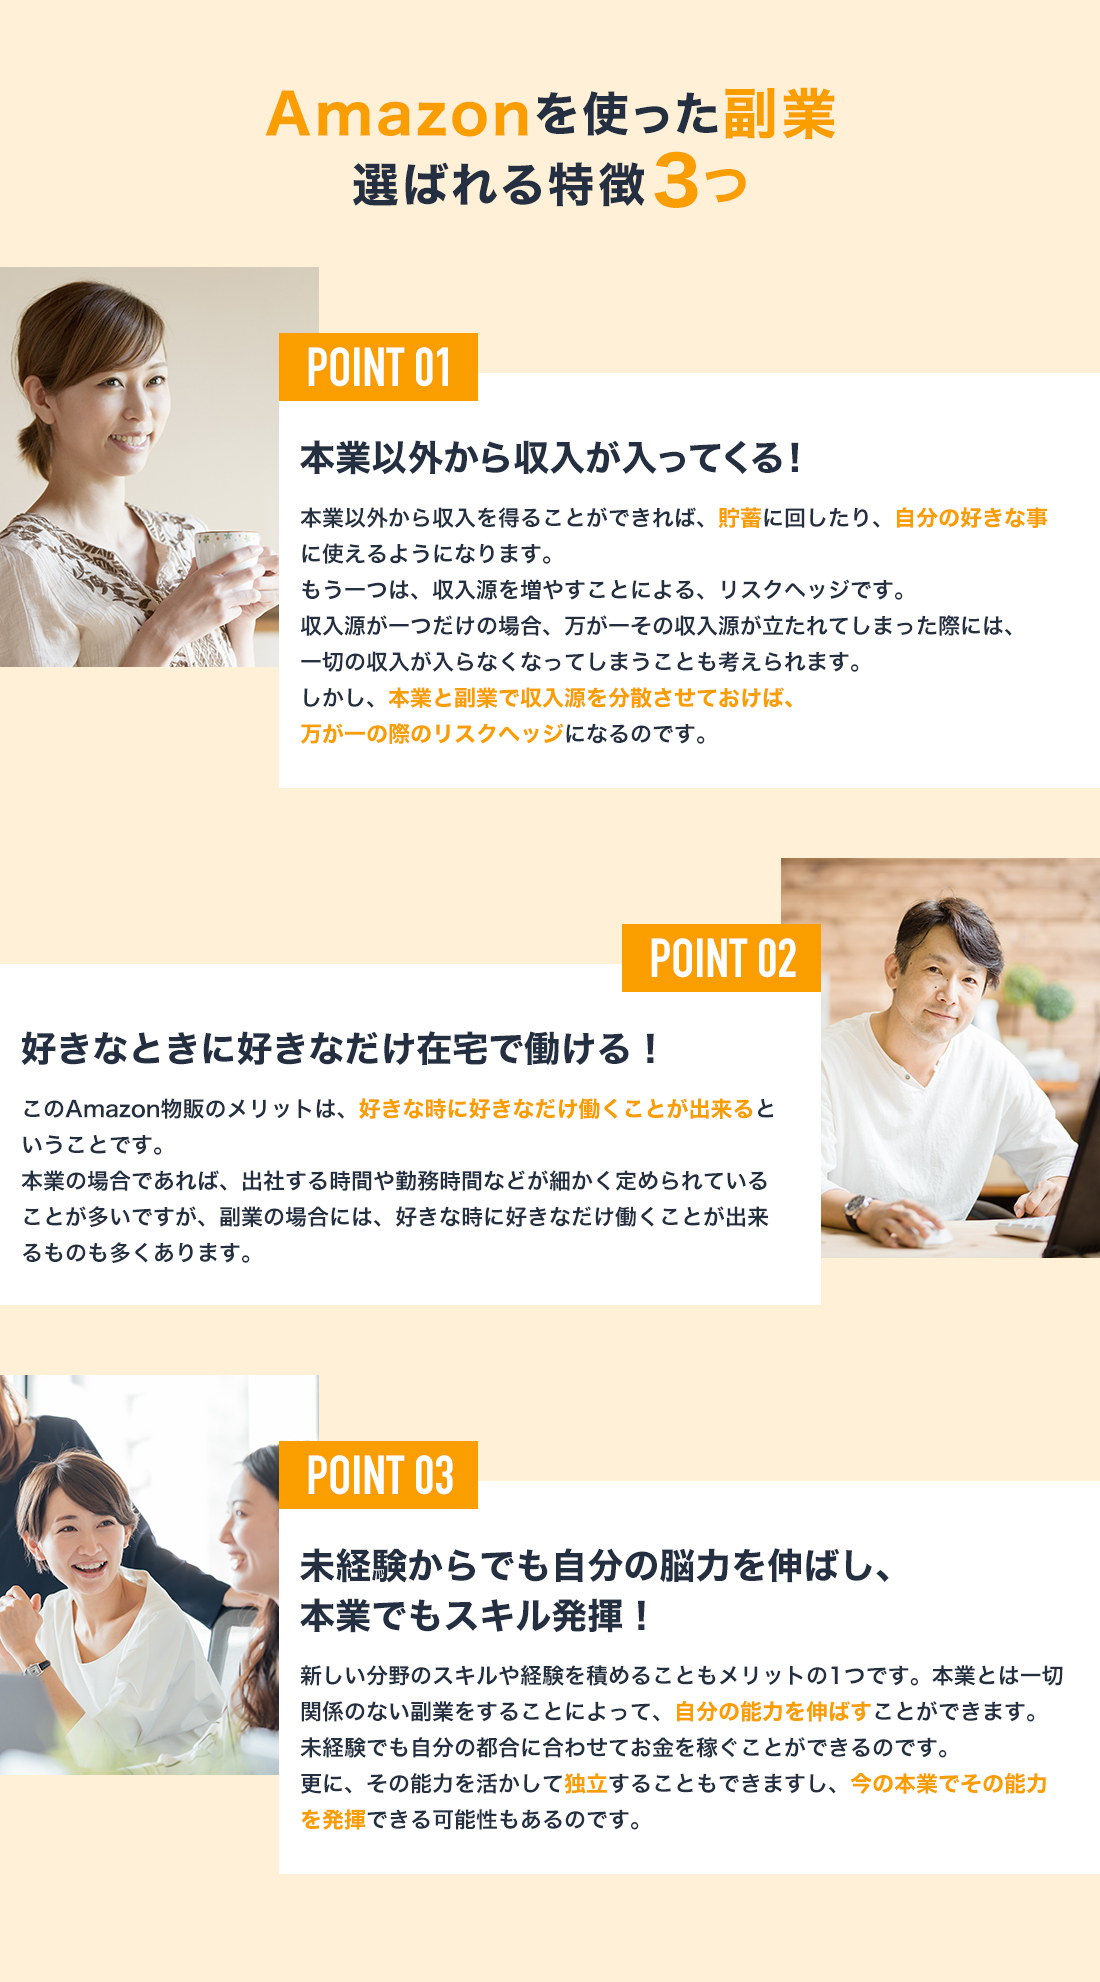 Amazonを使った副業
選ばれる特徴3つ
POINT 01
本業以外から収入が入ってくる!
本業以外から収入を得ることができれば、貯蓄に回したり、自分の好きな事
に使えるようになります。
もう一つは、収入源を増やすことによる、リスクヘッジです。
収入源が一つだけの場合、万が一その収入源が立たれてしまった際には、
一切の収入が入らなくなってしまうことも考えられます。
しかし、本業と副業で収入源を分散させておけば、
万が一の際のリスクヘッジになるのです。
POINT 02
好きなときに好きなだけ在宅で働ける！
このAmazon物販のメリットは、好きな時に好きなだけ働くことが出来ると
いうことです。
本業の場合であれば、出社する時間や勤務時間などが細かく定められている
ことが多いですが、副業の場合には、好きな時に好きなだけ働くことが出来
るものも多くあります。
POINT 03
未経験からでも自分の脳力を伸ばし、
本業でもスキル発揮！
新しい分野のスキルや経験を積めることもメリットの1つです。本業とは一切
関係のない副業をすることによって、自分の能力を伸ばすことができます。
未経験でも自分の都合に合わせてお金を稼ぐことができるのです。
更に、その能力を活かして独立することもできますし、今の本業でその能力
を発揮できる可能性もあるのです。